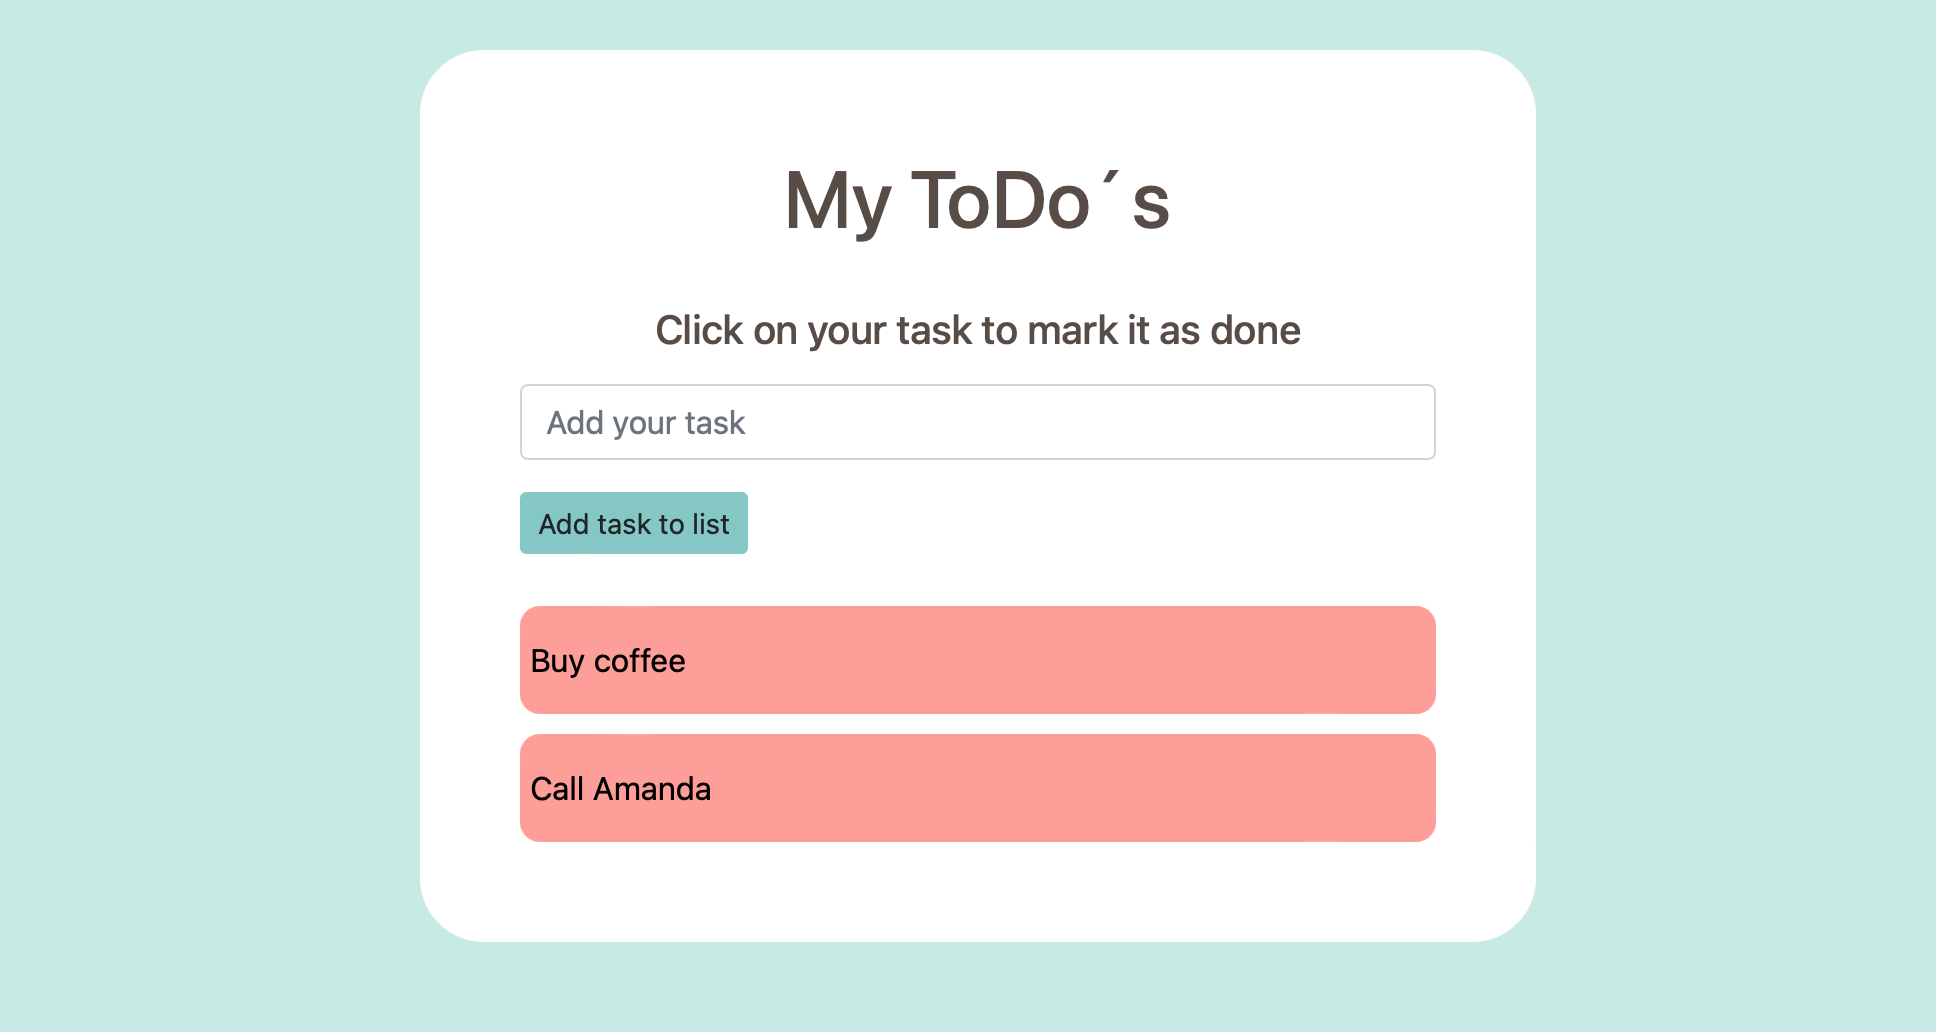 My ToDo´s
Click on your task to mark it as done
Add your task
Add task to list
Buy coffee
Call Amanda